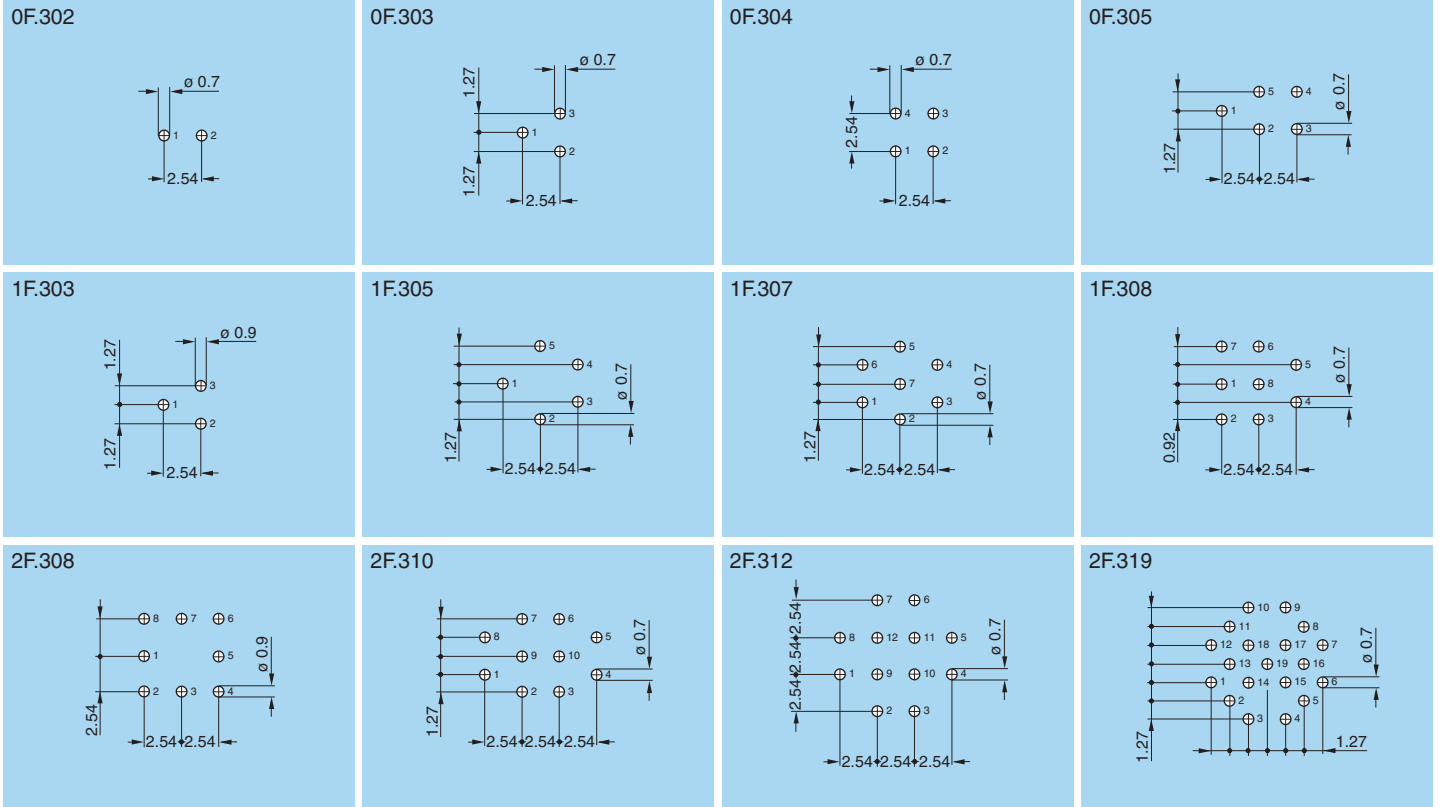 0F.302
ø 0.7
1 2
2.54
0F.303
1.27
ø 0.7
3
1
2
1.27
2.54
0F.304
ø 0.7
4 3
2.54
1 2
2.54
0F.305
5 4
ø 0.7
1
2 3
1.27
2.54 2.54
1F.303
ø 0.9
1.27
3
1
2
1.27
2.54
1F.305
5
4
ø 0.7
1
3
2
1.27
2.54 2.54
1F.307
5
6 4
ø 0.7
7
1 3
2
1.27
2.54 2.54
1F.308
7 6
5
ø 0.7
1 8
4
2 3
0.92
2.54 2.54
2F.308
8 7 6
1 5
ø 0.9
2 3 4
2.54
2.54 2.54
2F.310
7 6
8 5
ø 0.7
9 10
1 4
2 3
1.27
2.54 2.54 2.54
2F.312
7 6
2.54
8 12 11 5
ø 0.7
2.54
1 9 10 4
2.54
2 3
2.54 2.54 2.54
2F.319
10 9
11 8
12 18 17 7
ø 0.7
13 19 16
1 14 15 6
2 5
3 4
1.27
1.27